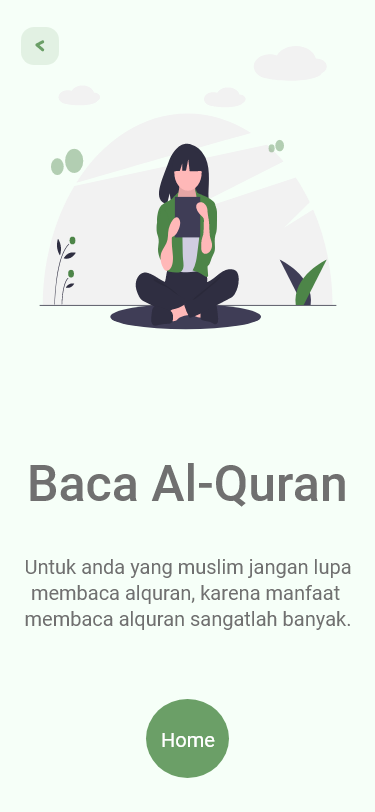 <
Baca Al-Quran
Untuk anda yang muslim jangan lupa
membaca alquran, karena manfaat
membaca alquran sangatlah banyak.
Home